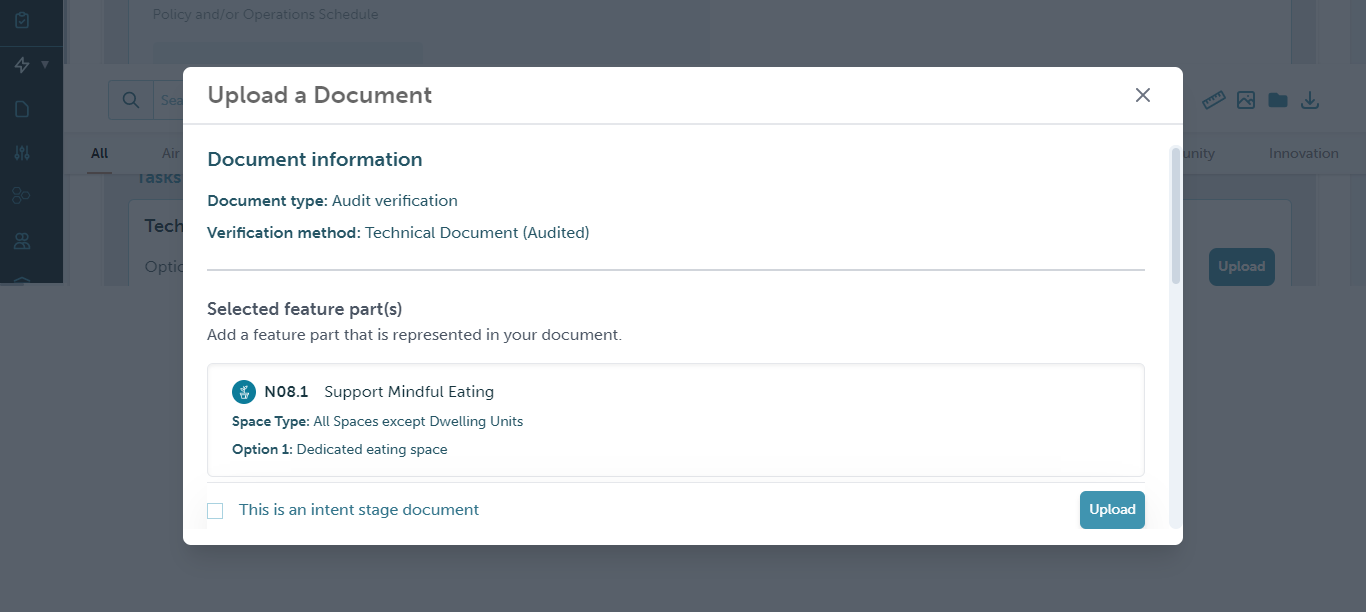 Policy and/or Operations Schedule
Upload a Document
Sea
All
Air
unity
Innovation
Document information
Tasks
Document type: Audit verification
Tech
Verification method: Technical Document (Audited)
Optio
Upload
Selected feature part(s)
Add a feature part that is represented in your document.
N08.1 Support Mindful Eating
Space Type: All Spaces except Dwelling Units
Option 1: Dedicated eating space
This is an intent stage document
Upload